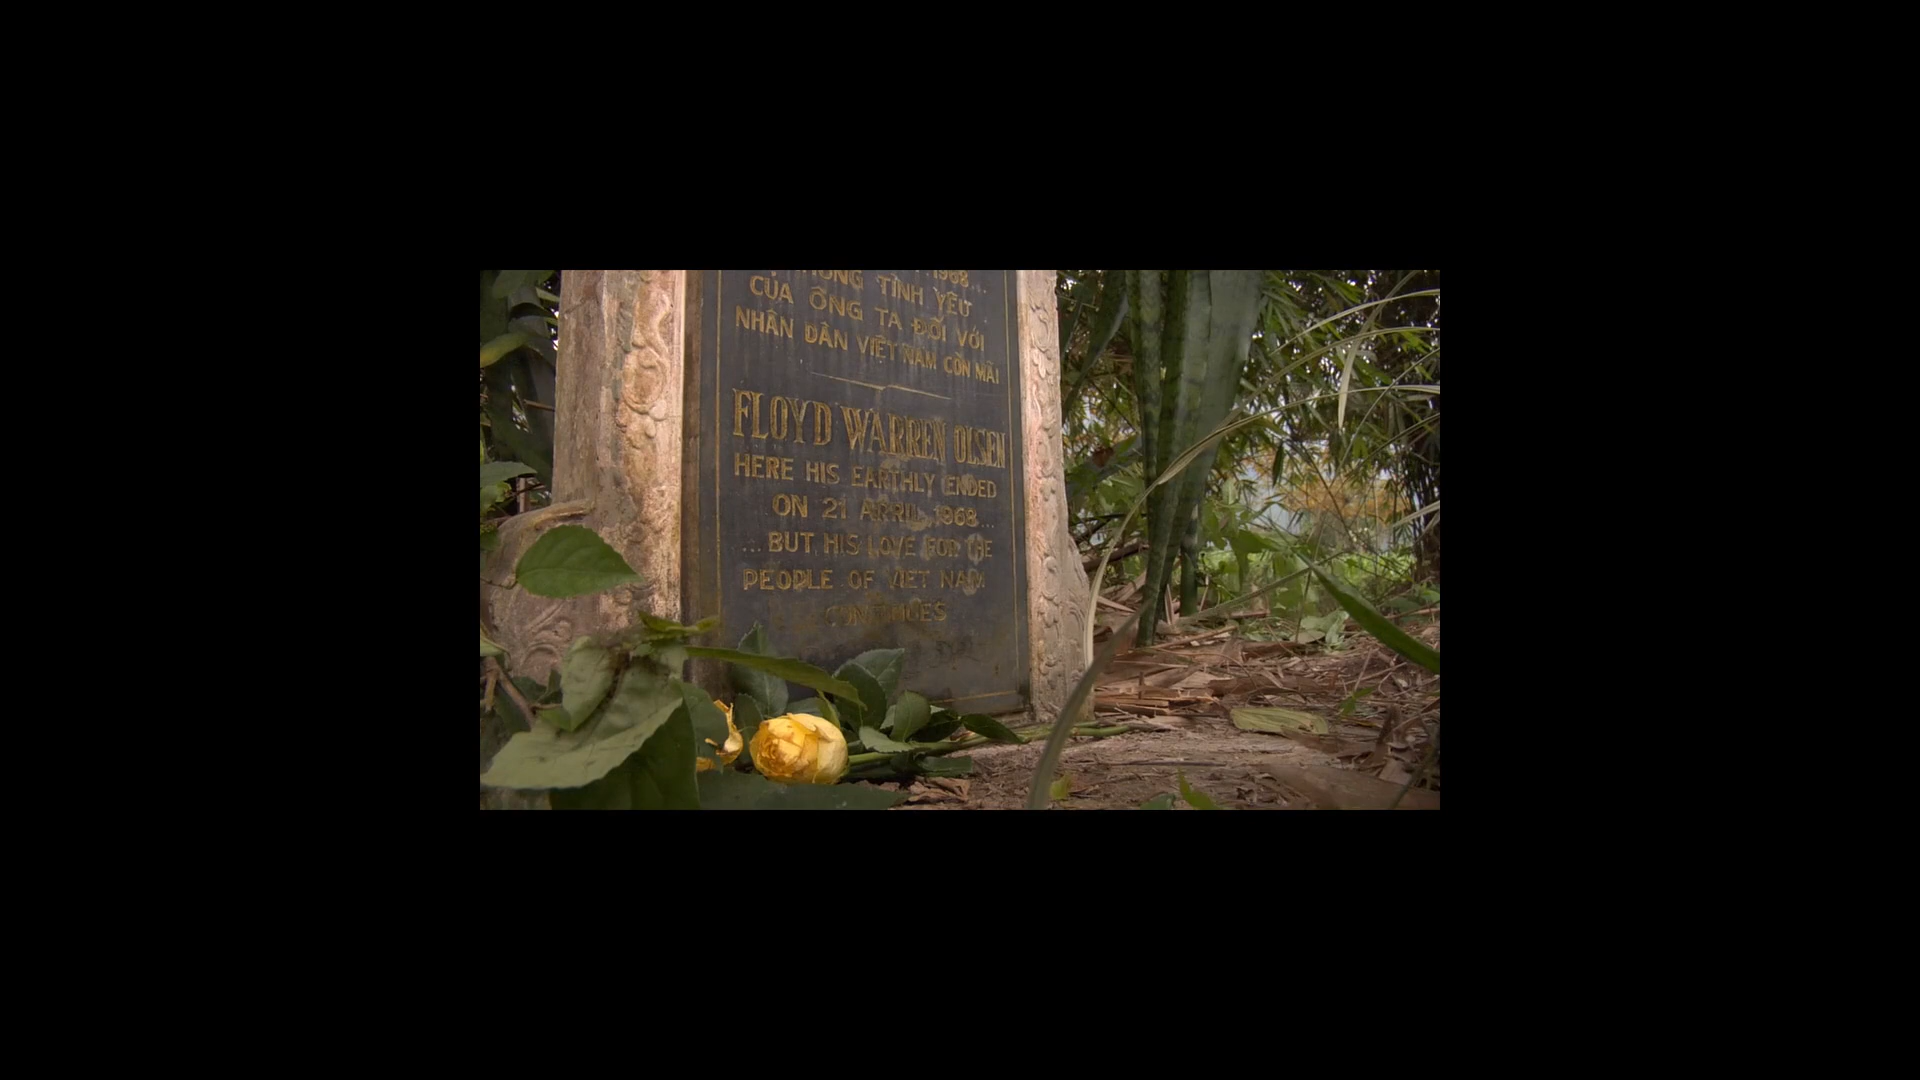 1968...
CỦA ÔNG TA ĐỐI VỚI
NHÂN DÂN VIỆT NAM CÒN MÃI
FLOYD WARREN OLSEN
HERE HIS EARTHLY ENDED
ON 21 APRIL 1968...
...BUT HIS LOVE FOR THE
PEOPLE OF VIET NAM
CONTINUES